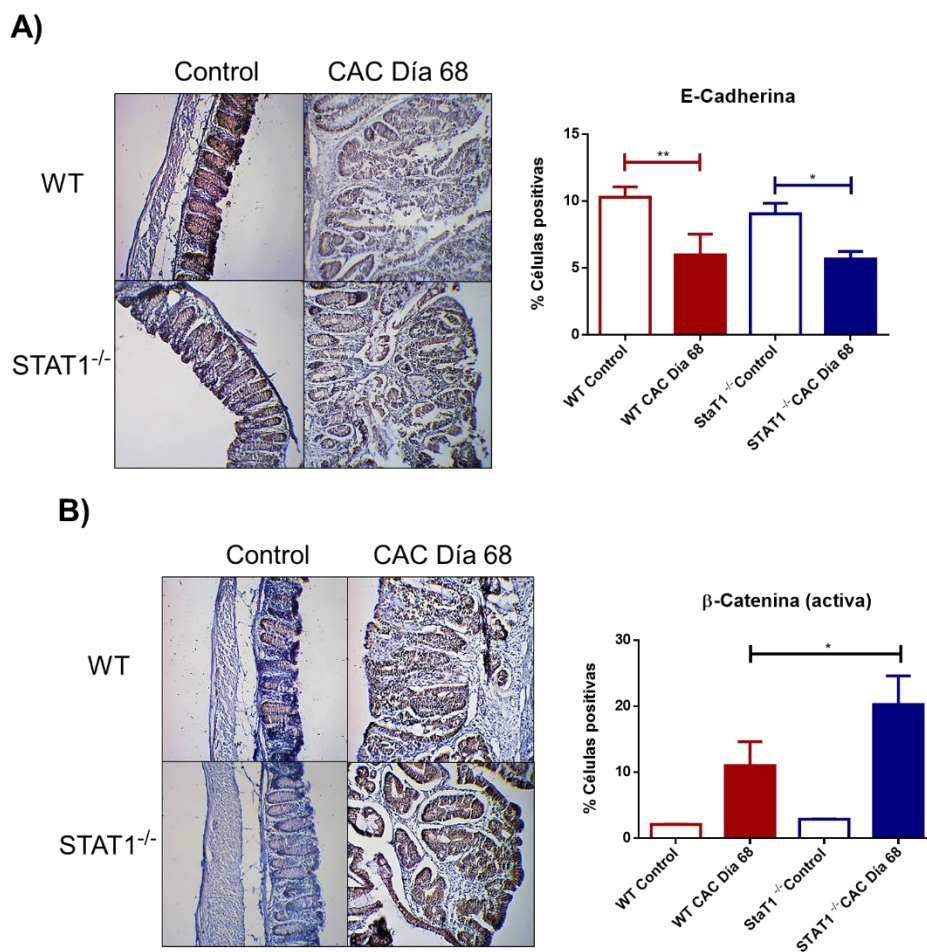 A)
Control CAC Día 68
WT
STAT1-/-
E-Cadherina
% Células positivas
15
10
5
0
**
*
WT Control
WT CAC Dia 68
StaT1 -/- Control
STAT1 -/- CAC Dia 68
B)
Control CAC Día 68
WT
STAT1-/-
β-Catenina (activa)
% Células positivas
30
20
10
0
*
WT Control
WT CAC Dia 68
StaT1 -/- Control
STAT1 -/- CAC Dia 68